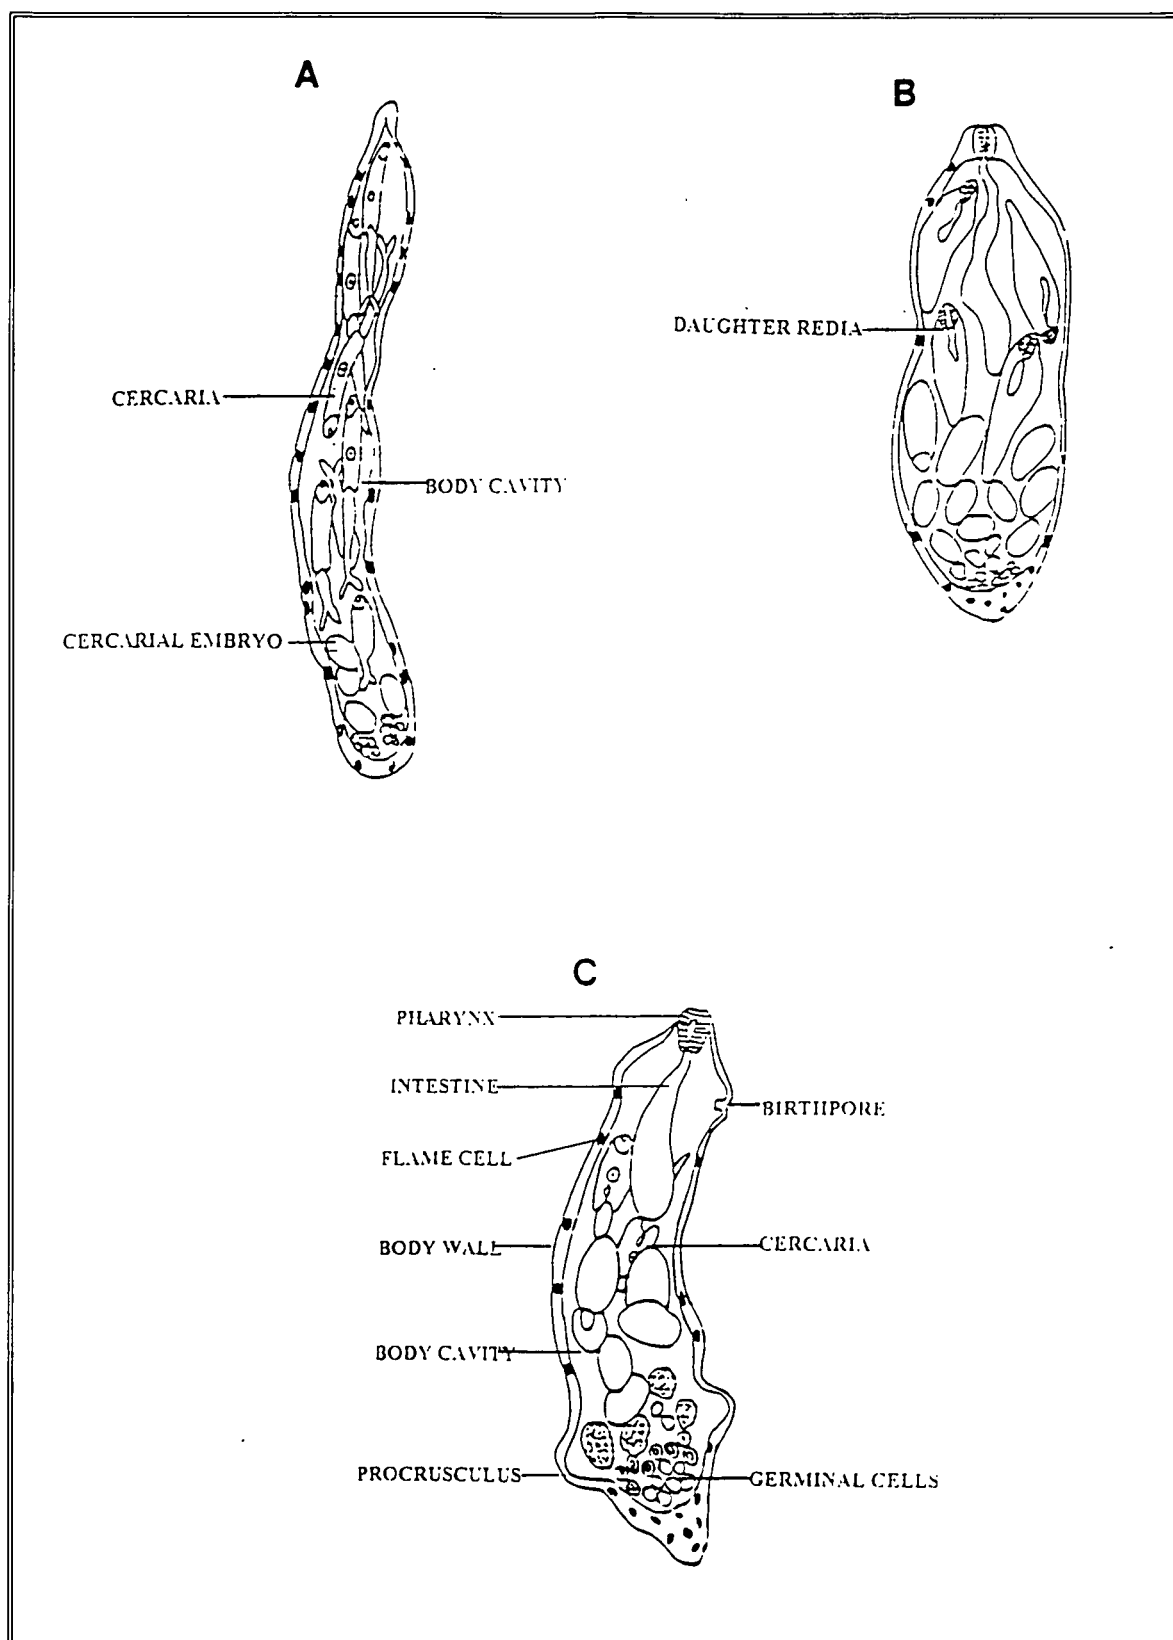 A
B
DAUGHTER REDIA
CERCARIA
BODY CAVITY
CERCARIAL EMBRYO
C
PHARYNX
INTESTINE
BIRTHPORE
FLAME CELL
BODY WALL
CERCARIA
BODY CAVITY
PROCRUSCULUS
GERMINAL CELLS